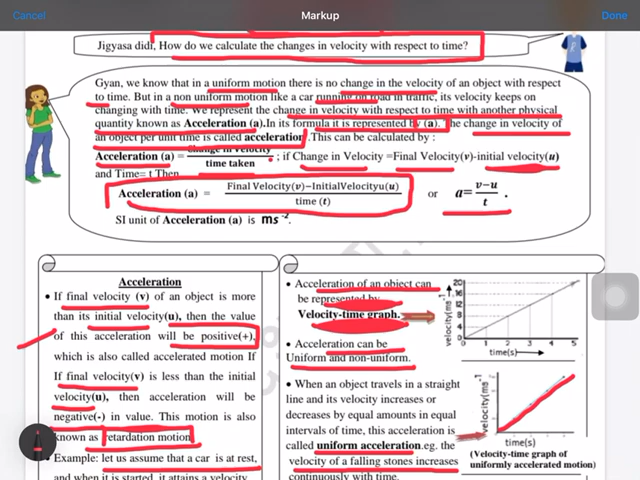 Cancel
Markup
Done
Jigyasa didi, How do we calculate the changes in velocity with respect to time?
Gyan, we know that in a uniform motion there is no change in the velocity of an object with respect
to time. But in a non uniform motion like a car running on road in traffic, its velocity keeps on
changing with time. We represent the change in velocity with respect to time with another physical
quantity known as Acceleration (a).In its formula it is represented by (a). The change in velocity of
an object per unit time is called acceleration. This can be calculated by :
Acceleration (a) = Change in Velocity / time taken ; if Change in Velocity =Final Velocity(v)-initial velocity(u)
and Time= t Then
Acceleration (a) = Final Velocity(v)−InitialVelocityu(u) / time (t) or a= v−u / t .
SI unit of Acceleration (a) is ms⁻².
Acceleration
• If final velocity (v) of an object is more
than its initial velocity(u), then the value
of this acceleration will be positive(+),
which is also called accelerated motion If
If final velocity(v) is less than the initial
velocity(u), then acceleration will be
negative(-) in value. This motion is also
known as retardation motion
• Example: let us assume that a car is at rest,
and when it is started, it attains a velocity
• Acceleration of an object can
be represented by
Velocity-time graph.
• Acceleration can be
Uniform and non-uniform.
• When an object travels in a straight
line and its velocity increases or
decreases by equal amounts in equal
intervals of time, this acceleration is
called uniform acceleration.eg. the
velocity of a falling stones increases
continuously with time.
velocity(ms⁻¹)
20
16
12
8
4
0
1 2 3 4 5
time(s)
velocity(ms⁻¹)
time(s)
(Velocity-time graph of
uniformly accelerated motion)